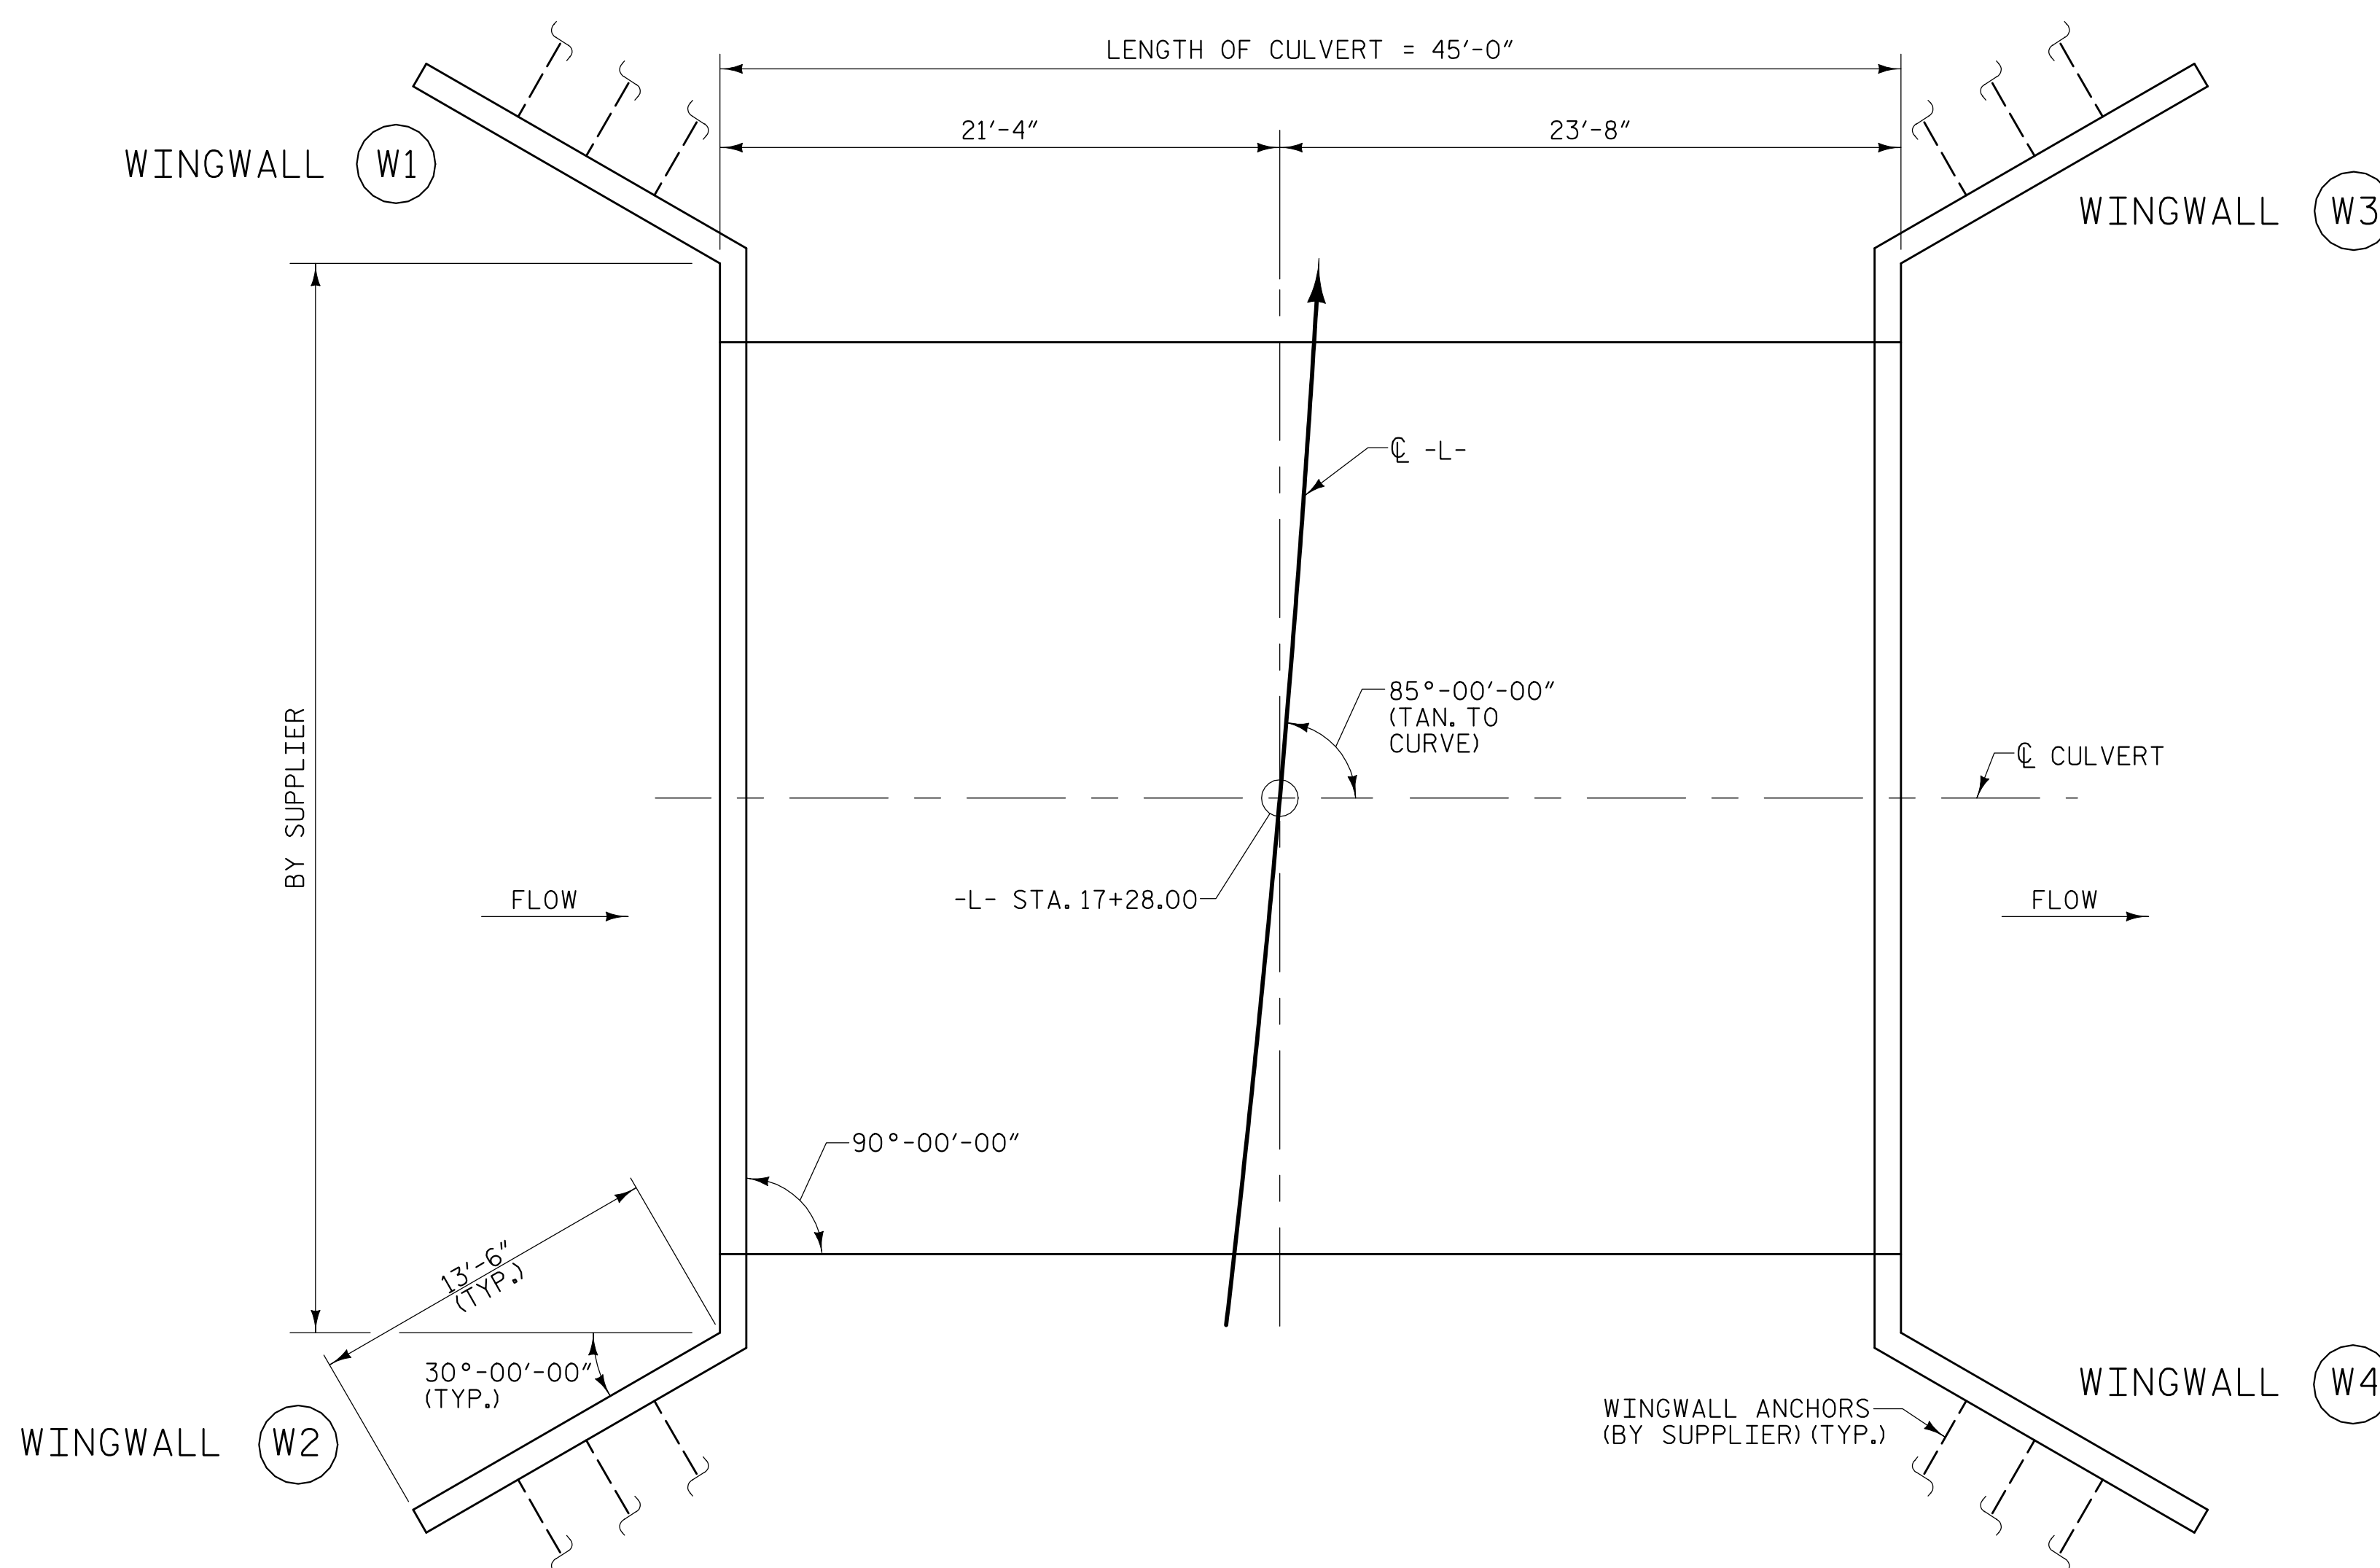 LENGTH OF CULVERT = 45'-0"
21'-4"
23'-8"
WINGWALL W1
WINGWALL W3
℄ -L-
85°-00'-00"
(TAN. TO
CURVE)
℄ CULVERT
BY SUPPLIER
-L- STA. 17+28.00
FLOW
FLOW
90°-00'-00"
13'-6"
(TYP.)
30°-00'-00"
(TYP.)
WINGWALL W2
WINGWALL W4
WINGWALL ANCHORS
(BY SUPPLIER) (TYP.)